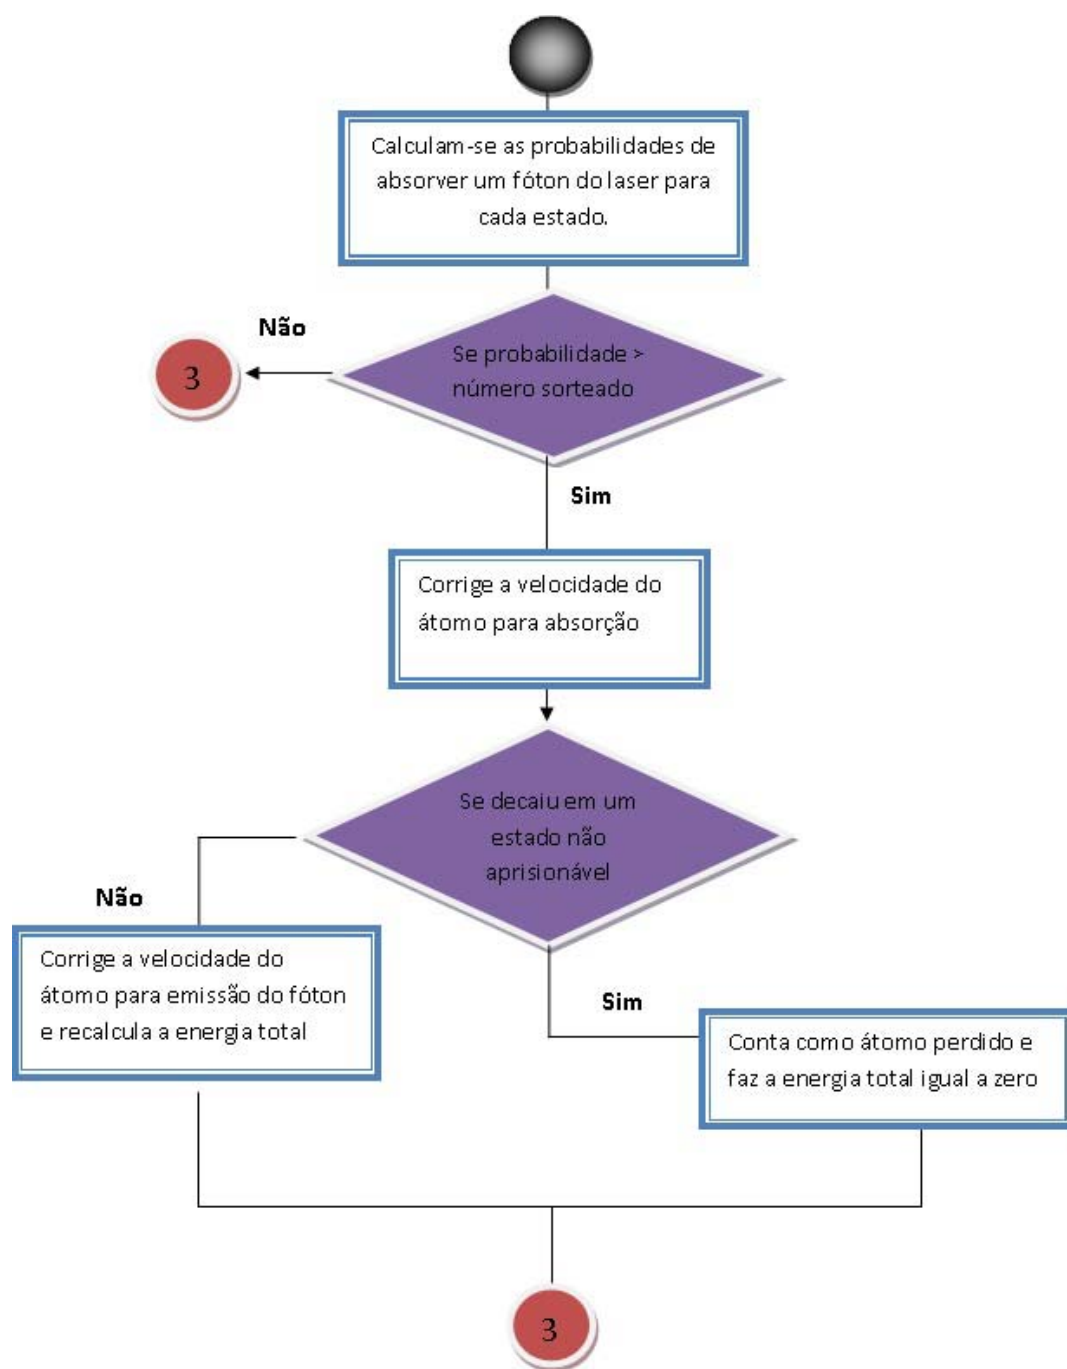 Calculam-se as probabilidades de
absorver um fóton do laser para
cada estado.
Não
3
Se probabilidade >
número sorteado
Sim
Corrige a velocidade do
átomo para absorção
Se decaiu em um
estado não
aprisionável
Não
Corrige a velocidade do
átomo para emissão do fóton
e recalcula a energia total
Sim
Conta como átomo perdido e
faz a energia total igual a zero
3